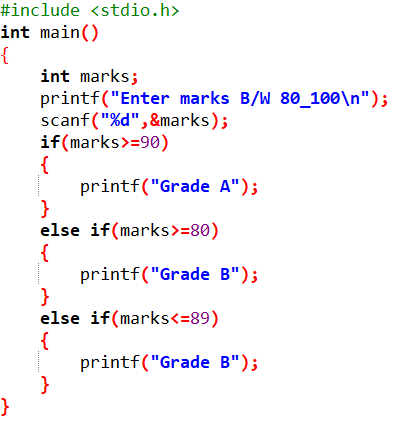 #include <stdio.h>
int main()
{
    int marks;
    printf("Enter marks B/W 80_100\n");
    scanf("%d",&marks);
    if(marks>=90)
    {
        printf("Grade A");
    }
    else if(marks>=80)
    {
        printf("Grade B");
    }
    else if(marks<=89)
    {
        printf("Grade B");
    }
}